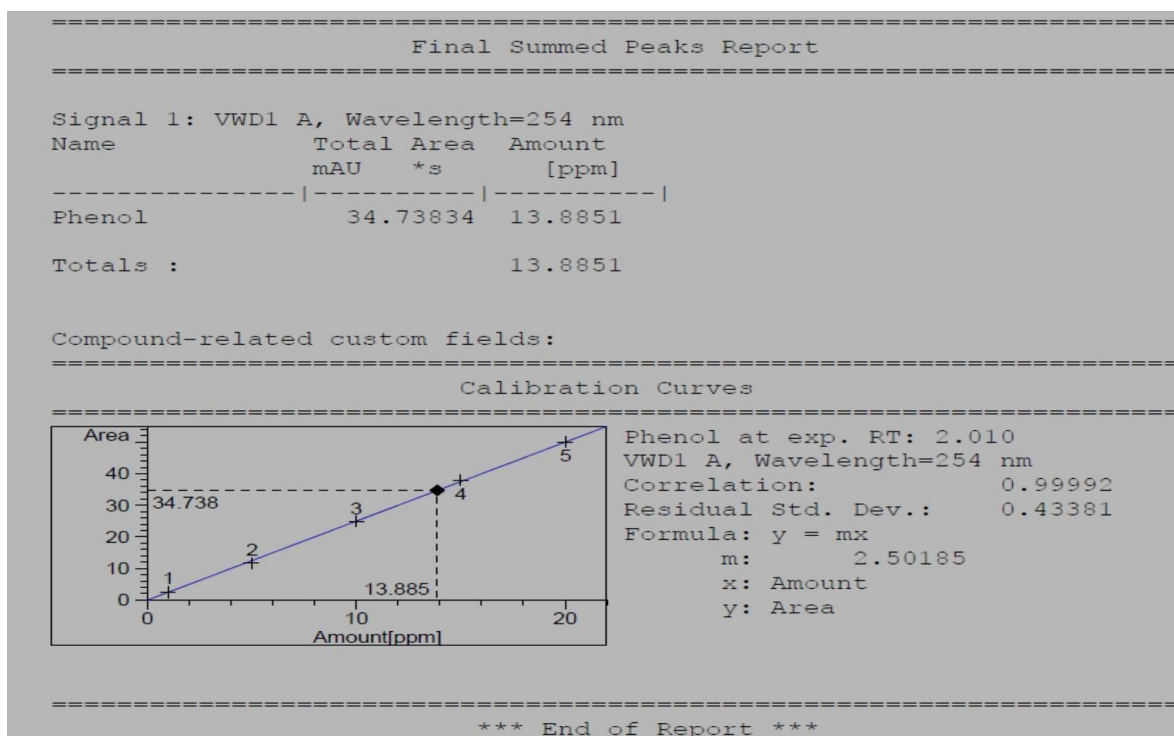 ================================================================
Final Summed Peaks Report
================================================================
Signal 1: VWD1 A, Wavelength=254 nm
Name Total Area Amount
mAU *s [ppm]
---------------|----------|----------|
Phenol 34.73834 13.8851
Totals : 13.8851
Compound-related custom fields:
================================================================
Calibration Curves
================================================================
Area
40
30
20
10
0
34.738
1
2
3
4
5
13.885
0
10
20
Amount[ppm]
Phenol at exp. RT: 2.010
VWD1 A, Wavelength=254 nm
Correlation: 0.99992
Residual Std. Dev.: 0.43381
Formula: y = mx
m: 2.50185
x: Amount
y: Area
================================================================
*** End of Report ***